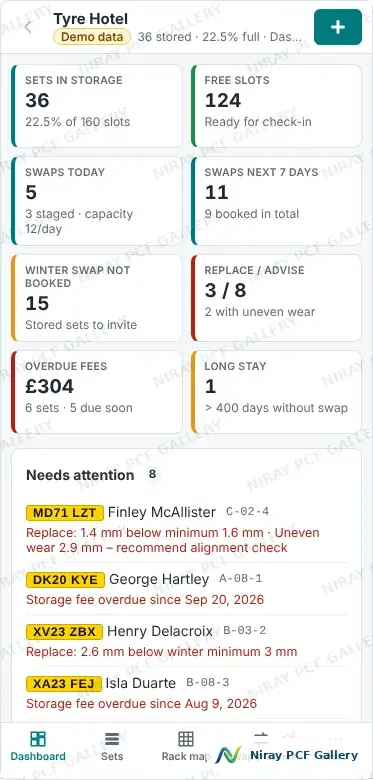 Tyre Hotel
Demo data 36 stored · 22.5% full · Das...
SETS IN STORAGE
36
22.5% of 160 slots
FREE SLOTS
124
Ready for check-in
SWAPS TODAY
5
3 staged · capacity
12/day
SWAPS NEXT 7 DAYS
11
9 booked in total
WINTER SWAP NOT
BOOKED
15
Stored sets to invite
REPLACE / ADVISE
3 / 8
2 with uneven wear
OVERDUE FEES
£304
6 sets · 5 due soon
LONG STAY
1
> 400 days without swap
Needs attention 8
MD71 LZT Finley McAllister C-02-4
Replace: 1.4 mm below minimum 1.6 mm · Uneven
wear 2.9 mm – recommend alignment check
DK20 KYE George Hartley A-08-1
Storage fee overdue since Sep 20, 2026
XV23 ZBX Henry Delacroix B-03-2
Replace: 2.6 mm below winter minimum 3 mm
XA23 FEJ Isla Duarte B-08-3
Storage fee overdue since Aug 9, 2026
Dashboard
Sets
Rack map
Niray PCF Gallery
NIRAY PCF GALLERY